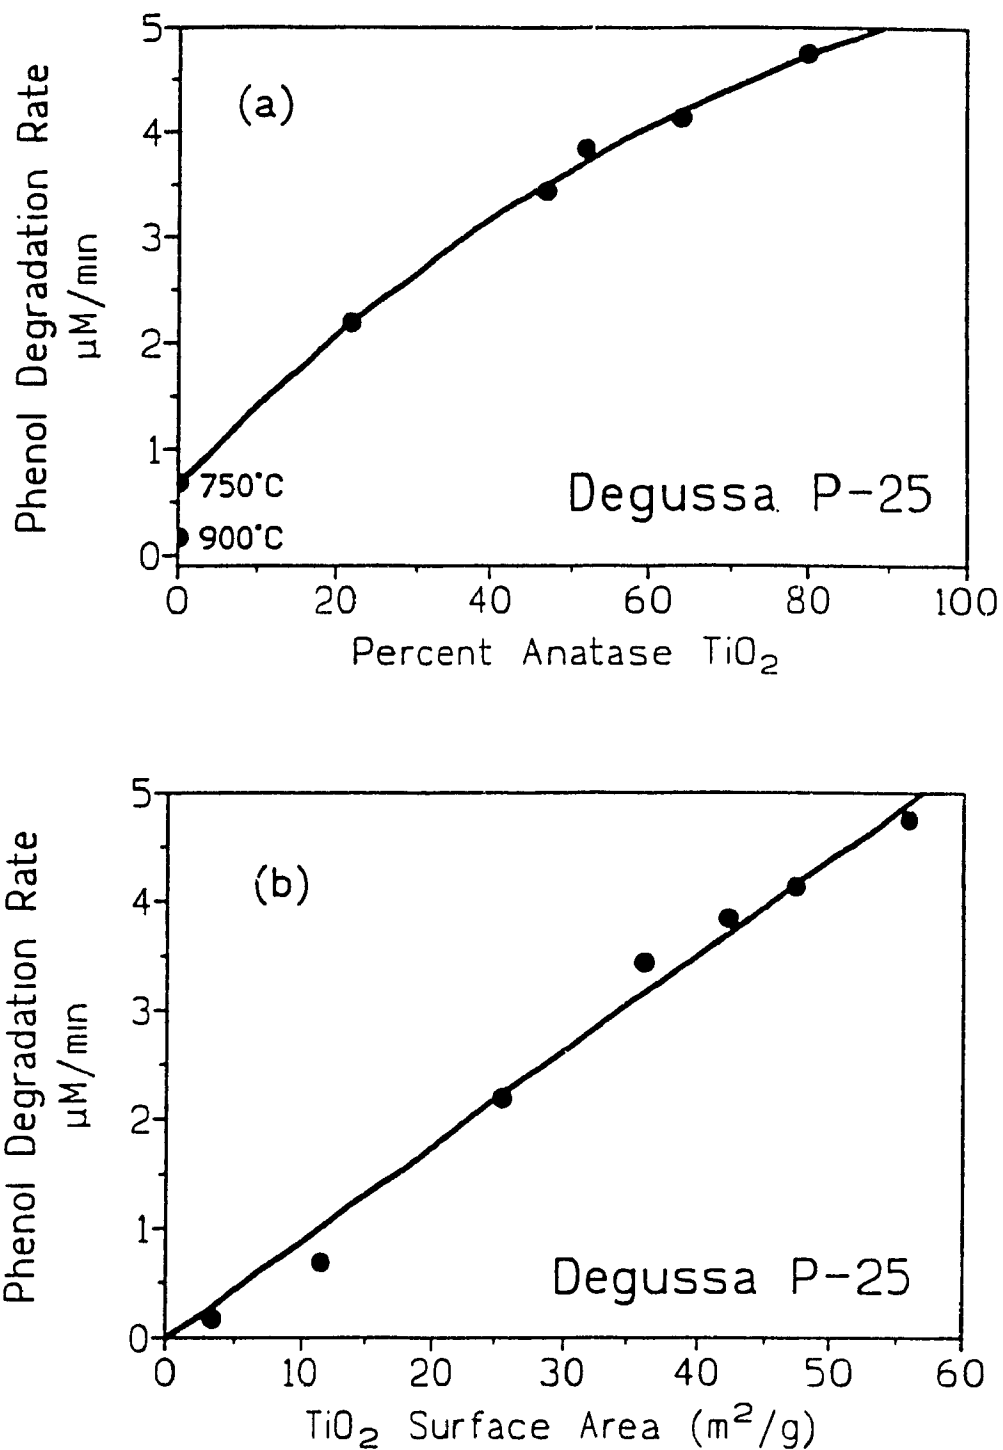 Phenol Degradation Rate
μM/min
5
4
3
2
1
0
(a)
750°C
900°C
Degussa P-25
0 20 40 60 80 100
Percent Anatase TiO₂
Phenol Degradation Rate
μM/min
5
4
3
2
1
0
(b)
Degussa P-25
0 10 20 30 40 50 60
TiO₂ Surface Area (m²/g)